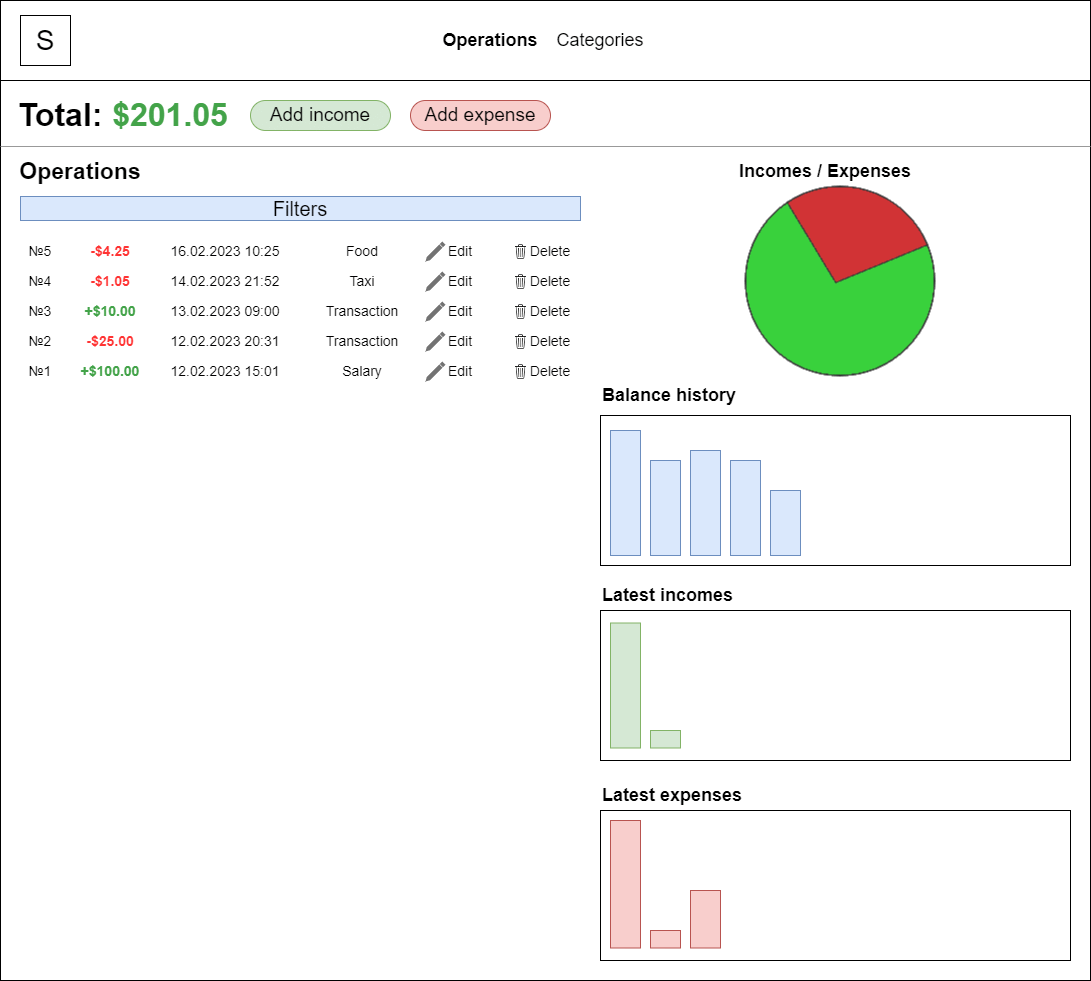 S
Operations Categories
Total: $201.05 Add income Add expense
Operations
Filters
№5 -$4.25 16.02.2023 10:25 Food Edit Delete
№4 -$1.05 14.02.2023 21:52 Taxi Edit Delete
№3 +$10.00 13.02.2023 09:00 Transaction Edit Delete
№2 -$25.00 12.02.2023 20:31 Transaction Edit Delete
№1 +$100.00 12.02.2023 15:01 Salary Edit Delete
Incomes / Expenses
Balance history
Latest incomes
Latest expenses